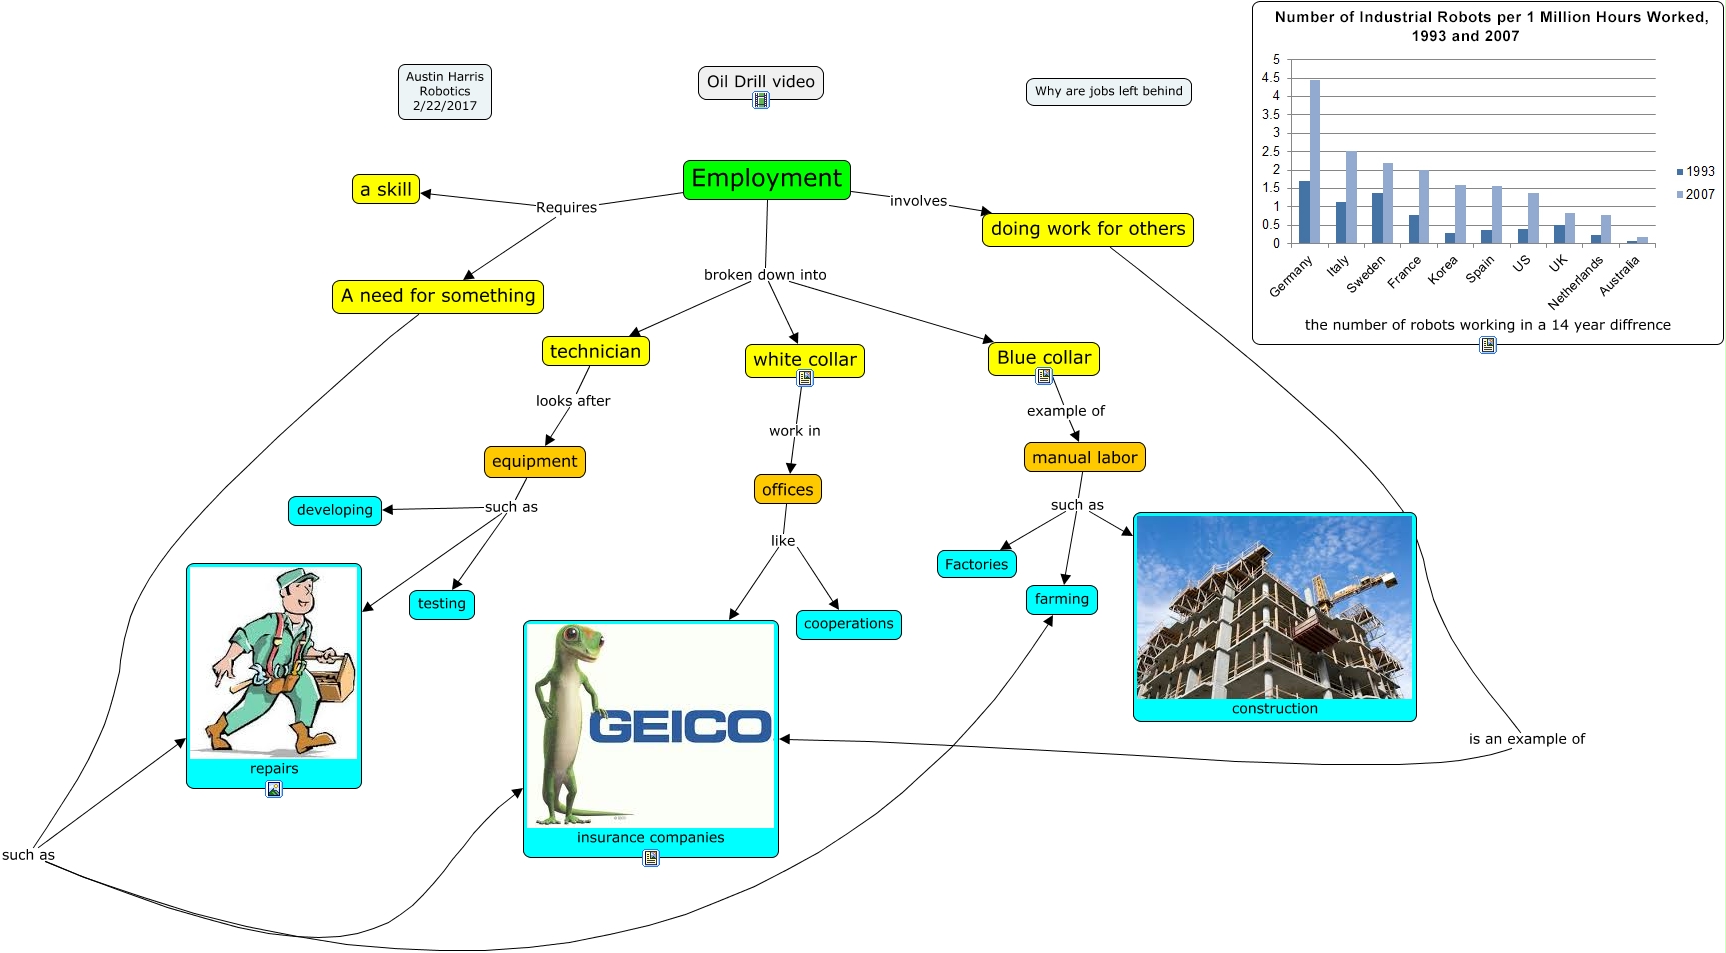 Number of Industrial Robots per 1 Million Hours Worked,
1993 and 2007
5
4.5
4
3.5
3
2.5
2
1.5
1
0.5
0
1993
2007
Germany
Italy
Sweden
France
Korea
Spain
US
UK
Netherlands
Australia
the number of robots working in a 14 year diffrence
Austin Harris
Robotics
2/22/2017
Oil Drill video
Why are jobs left behind
Employment
a skill
Requires
involves
doing work for others
A need for something
broken down into
technician
white collar
Blue collar
looks after
work in
example of
equipment
offices
manual labor
developing
such as
like
such as
testing
cooperations
Factories
farming
construction
repairs
GEICO
insurance companies
is an example of
such as